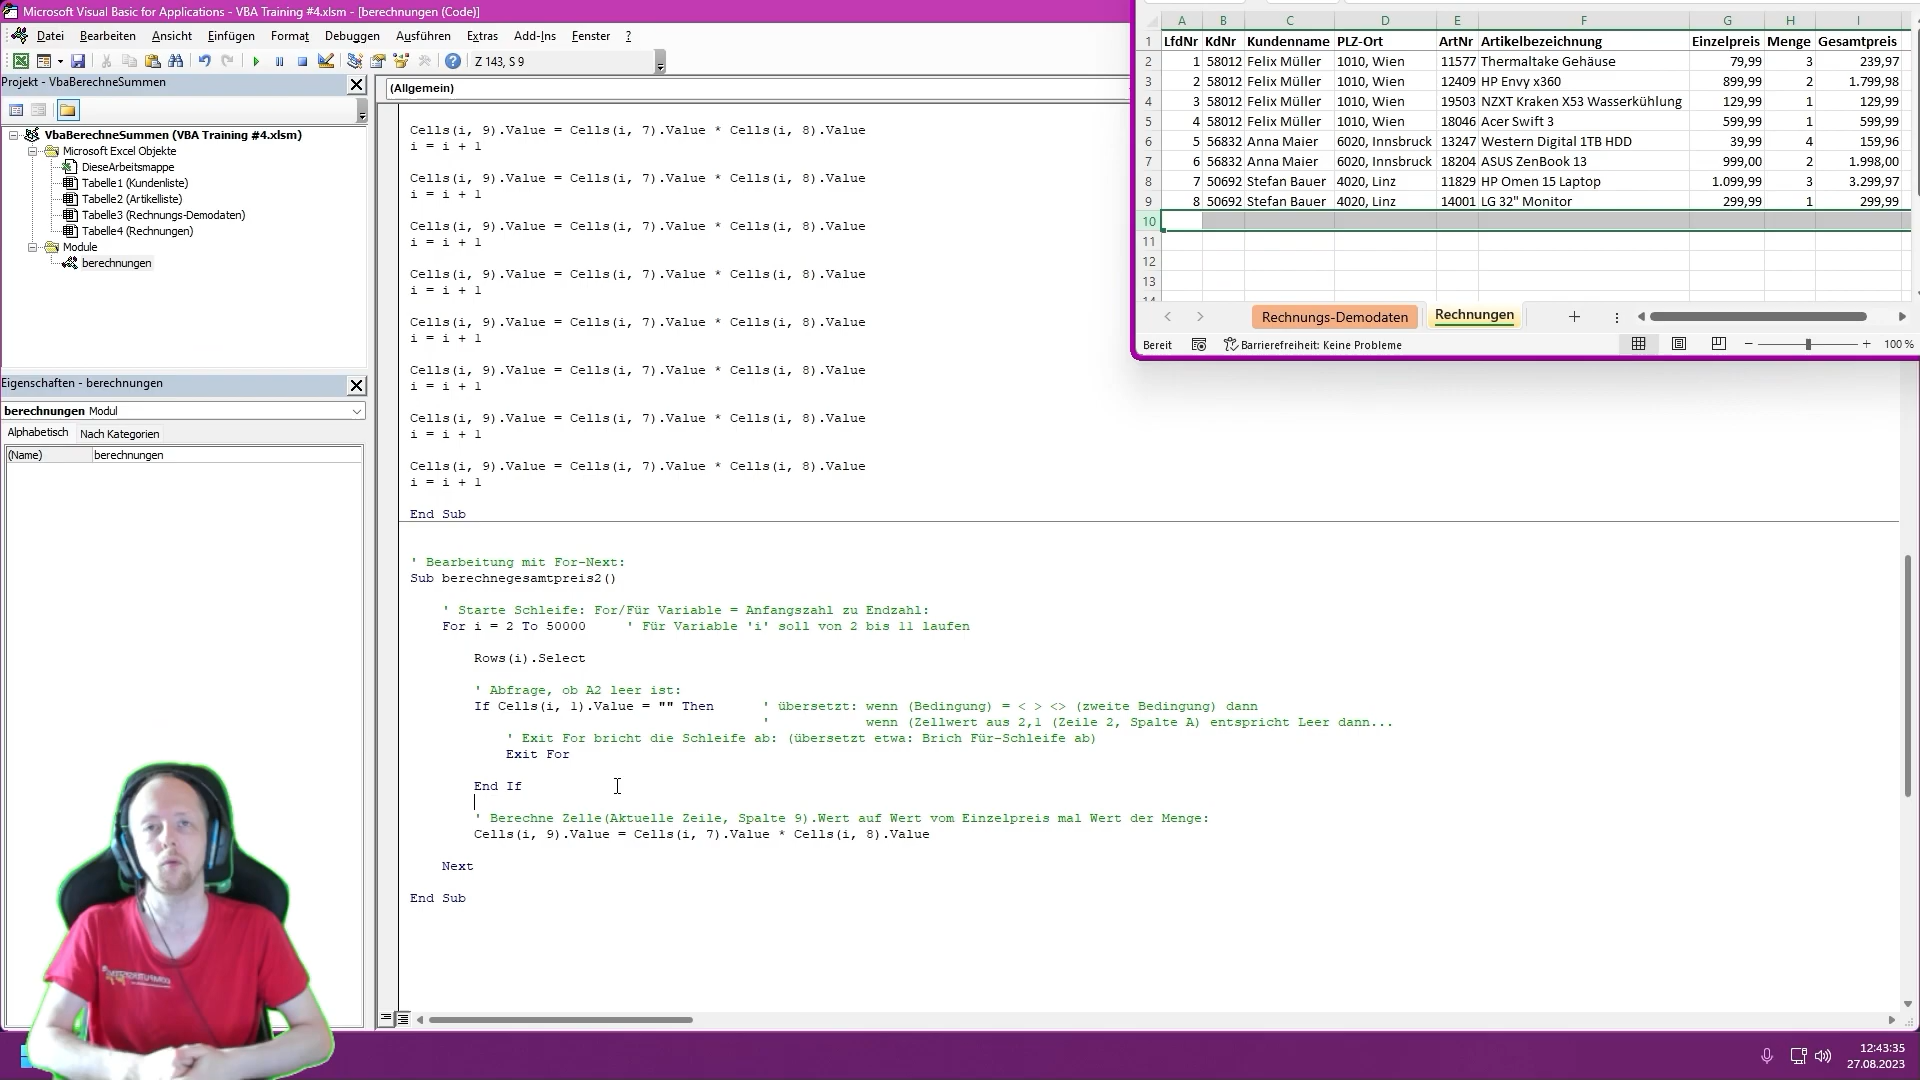 Microsoft Visual Basic for Applications - VBA Training #4.xlsm - [berechnungen (Code)]
Datei Bearbeiten Ansicht Einfügen Format Debuggen Ausführen Extras Add-Ins Fenster ?
Z 143, S 9
Projekt - VbaBerechneSummen
VbaBerechneSummen (VBA Training #4.xlsm)
Microsoft Excel Objekte
DieseArbeitsmappe
Tabelle1 (Kundenliste)
Tabelle2 (Artikelliste)
Tabelle3 (Rechnungs-Demodaten)
Tabelle4 (Rechnungen)
Module
berechnungen
Eigenschaften - berechnungen
berechnungen Modul
Alphabetisch Nach Kategorien
(Name) berechnungen
(Allgemein)
Cells(i, 9).Value = Cells(i, 7).Value * Cells(i, 8).Value
i = i + 1
Cells(i, 9).Value = Cells(i, 7).Value * Cells(i, 8).Value
i = i + 1
Cells(i, 9).Value = Cells(i, 7).Value * Cells(i, 8).Value
i = i + 1
Cells(i, 9).Value = Cells(i, 7).Value * Cells(i, 8).Value
i = i + 1
Cells(i, 9).Value = Cells(i, 7).Value * Cells(i, 8).Value
i = i + 1
Cells(i, 9).Value = Cells(i, 7).Value * Cells(i, 8).Value
i = i + 1
Cells(i, 9).Value = Cells(i, 7).Value * Cells(i, 8).Value
i = i + 1
Cells(i, 9).Value = Cells(i, 7).Value * Cells(i, 8).Value
i = i + 1
End Sub
' Bearbeitung mit For-Next:
Sub berechnegesamtpreis2()
' Starte Schleife: For/Für Variable = Anfangszahl zu Endzahl:
For i = 2 To 50000 ' Für Variable 'i' soll von 2 bis 11 laufen
Rows(i).Select
' Abfrage, ob A2 leer ist:
If Cells(i, 1).Value = "" Then ' übersetzt: wenn (Bedingung) = < > <> (zweite Bedingung) dann
' wenn (Zellwert aus 2,1 (Zeile 2, Spalte A) entspricht Leer dann...
' Exit For bricht die Schleife ab: (übersetzt etwa: Brich Für-Schleife ab)
Exit For
End If
' Berechne Zelle(Aktuelle Zeile, Spalte 9).Wert auf Wert vom Einzelpreis mal Wert der Menge:
Cells(i, 9).Value = Cells(i, 7).Value * Cells(i, 8).Value
Next
End Sub
A B C D E F G H I
1 LfdNr KdNr Kundenname PLZ-Ort ArtNr Artikelbezeichnung Einzelpreis Menge Gesamtpreis
2 1 58012 Felix Müller 1010, Wien 11577 Thermaltake Gehäuse 79,99 3 239,97
3 2 58012 Felix Müller 1010, Wien 12409 HP Envy x360 899,99 2 1.799,98
4 3 58012 Felix Müller 1010, Wien 19503 NZXT Kraken X53 Wasserkühlung 129,99 1 129,99
5 4 58012 Felix Müller 1010, Wien 18046 Acer Swift 3 599,99 1 599,99
6 5 56832 Anna Maier 6020, Innsbruck 13247 Western Digital 1TB HDD 39,99 4 159,96
7 6 56832 Anna Maier 6020, Innsbruck 18204 ASUS ZenBook 13 999,00 2 1.998,00
8 7 50692 Stefan Bauer 4020, Linz 11829 HP Omen 15 Laptop 1.099,99 3 3.299,97
9 8 50692 Stefan Bauer 4020, Linz 14001 LG 32" Monitor 299,99 1 299,99
10
11
12
13
14
Rechnungs-Demodaten Rechnungen
Bereit Barrierefreiheit: Keine Probleme 100 %
12:43:35
27.08.2023